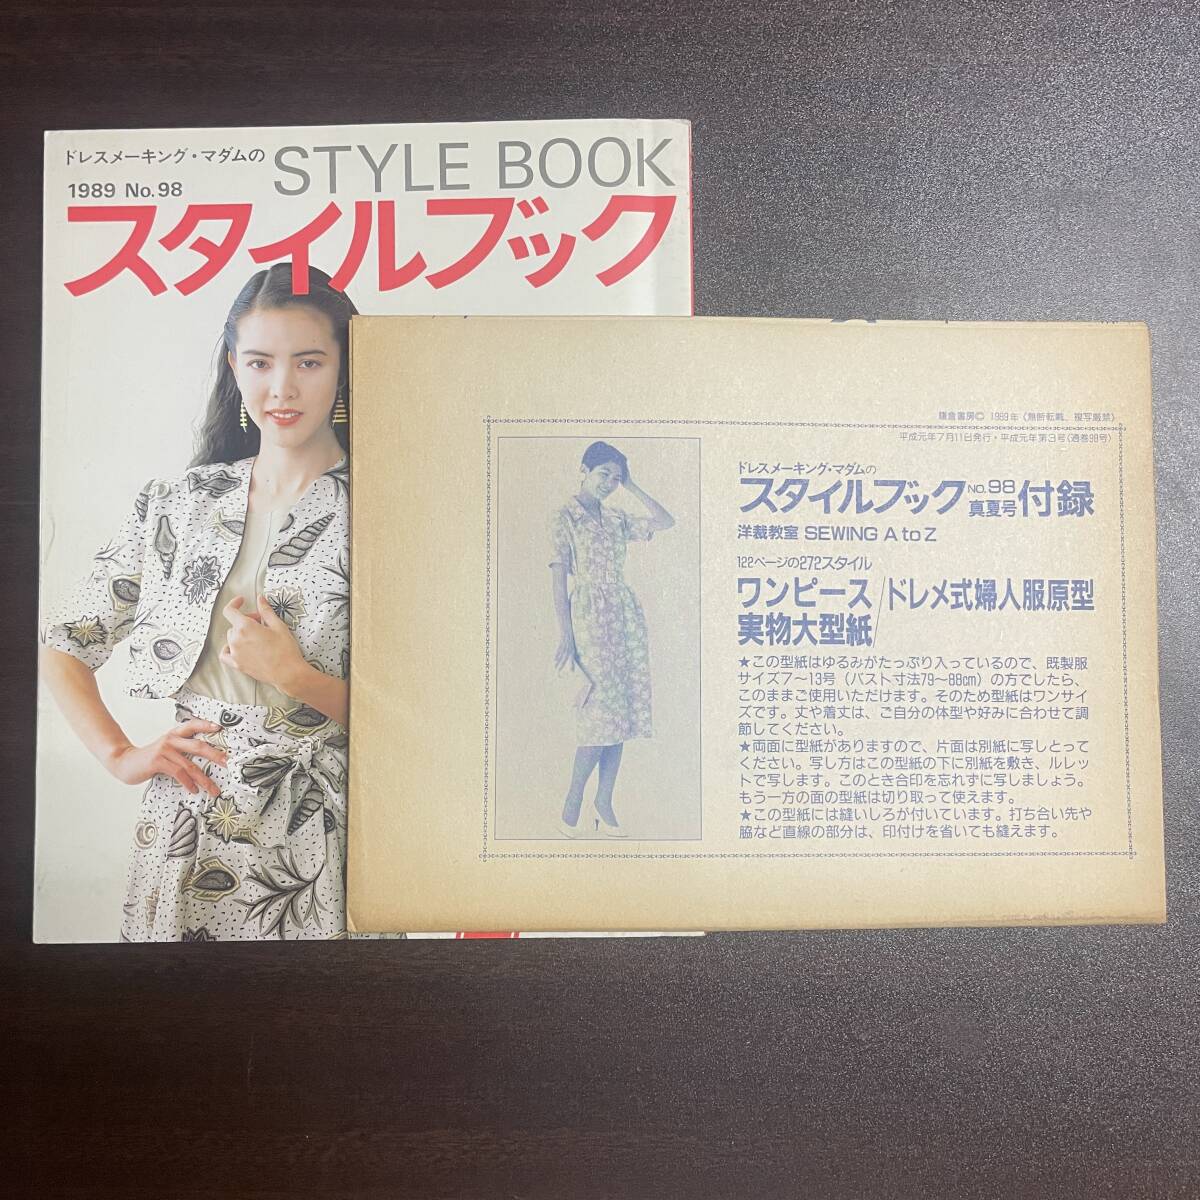 ドレスメーキング・マダムの
STYLE BOOK
1989 No.98
スタイルブック
鎌倉書房© 1989年〈無断転載、複写厳禁〉
平成元年7月11日発行・平成元年第3号(通巻98号)
ドレスメーキング・マダムの
スタイルブック No.98 真夏号 付録
洋裁教室 SEWING A to Z
122ページの272スタイル
ワンピース/ドレメ式婦人服原型
実物大型紙
★この型紙はゆるみがたっぷり入っているので、既製服
サイズ7〜13号(バスト寸法79〜88cm)の方でしたら、
このままご使用いただけます。そのため型紙はワンサイ
ズです。丈や着丈は、ご自分の体型や好みに合わせて調
節してください。
★両面に型紙がありますので、片面は別紙に写しとって
ください。写し方はこの型紙の下に別紙を敷き、ルレッ
トで写します。このとき合印を忘れずに写しましょう。
もう一方の面の型紙は切り取って使えます。
★この型紙には縫いしろが付いています。打ち合い先や
脇など直線の部分は、印付けを省いても縫えます。